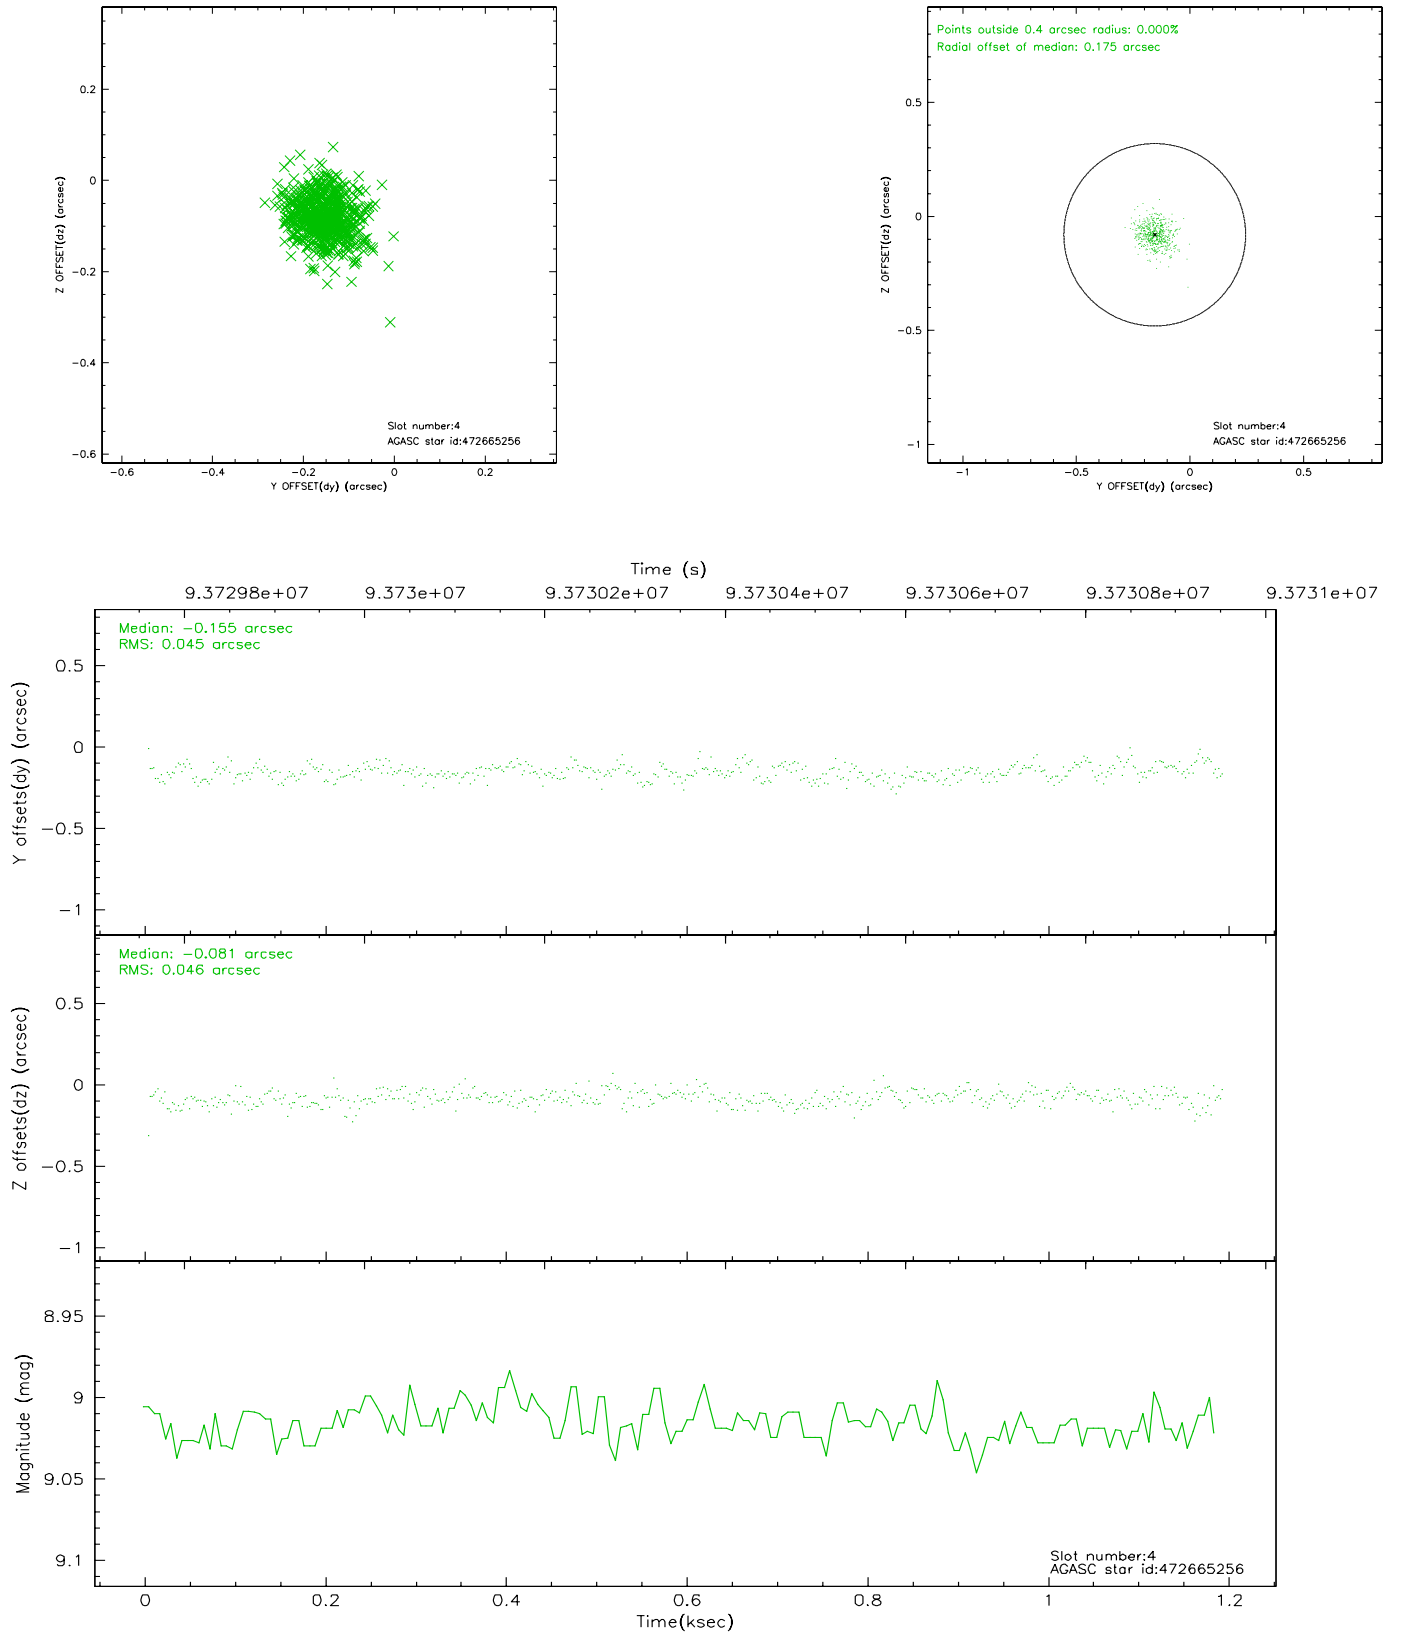 0.2
0
−0.2
−0.4
−0.6
−0.6
−0.4
−0.2
0
0.2
Z OFFSET(dz) (arcsec)
Y OFFSET(dy) (arcsec)
Slot number:4
AGASC star id:472665256
Points outside 0.4 arcsec radius: 0.000%
Radial offset of median: 0.175 arcsec
0.5
0
−0.5
−1
−1
−0.5
0
0.5
Z OFFSET(dz) (arcsec)
Y OFFSET(dy) (arcsec)
Slot number:4
AGASC star id:472665256
Time (s)
9.37298e+07
9.373e+07
9.37302e+07
9.37304e+07
9.37306e+07
9.37308e+07
9.3731e+07
Median: −0.155 arcsec
RMS: 0.045 arcsec
0.5
0
−0.5
−1
Y offsets(dy) (arcsec)
Median: −0.081 arcsec
RMS: 0.046 arcsec
0.5
0
−0.5
−1
Z offsets(dz) (arcsec)
8.95
9
9.05
9.1
Magnitude (mag)
Slot number:4
AGASC star id:472665256
0
0.2
0.4
0.6
0.8
1
1.2
Time(ksec)